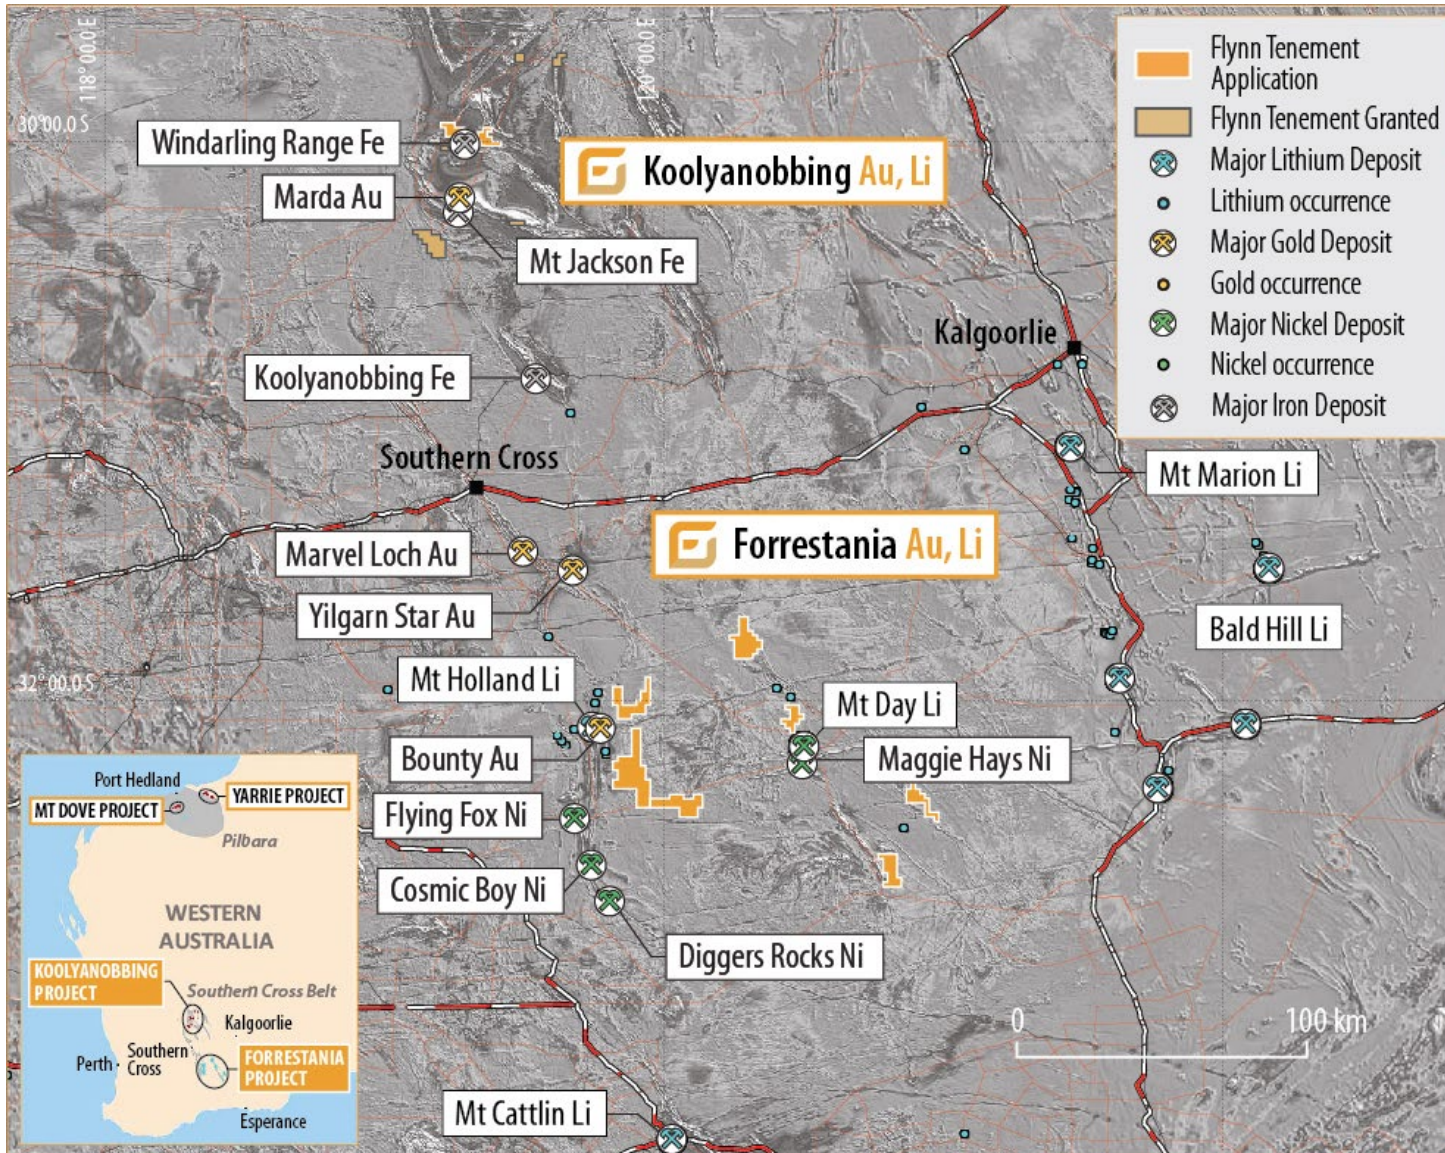 118°00.0 E
120°00.0 E
30°00.0 S
32°00.0 S
Windarling Range Fe
Marda Au
Mt Jackson Fe
Koolyanobbing Au, Li
Kalgoorlie
Koolyanobbing Fe
Southern Cross
Mt Marion Li
Marvel Loch Au
Forrestania Au, Li
Yilgarn Star Au
Bald Hill Li
Mt Holland Li
Mt Day Li
Bounty Au
Maggie Hays Ni
Flying Fox Ni
Cosmic Boy Ni
Diggers Rocks Ni
Mt Cattlin Li
0 100 km
Flynn Tenement
Application
Flynn Tenement Granted
Major Lithium Deposit
Lithium occurrence
Major Gold Deposit
Gold occurrence
Major Nickel Deposit
Nickel occurrence
Major Iron Deposit
Port Hedland
YARRIE PROJECT
MT DOVE PROJECT
Pilbara
WESTERN
AUSTRALIA
KOOLYANOBBING
PROJECT
Southern Cross Belt
Kalgoorlie
Perth
Southern
Cross
FORRESTANIA
PROJECT
Esperance